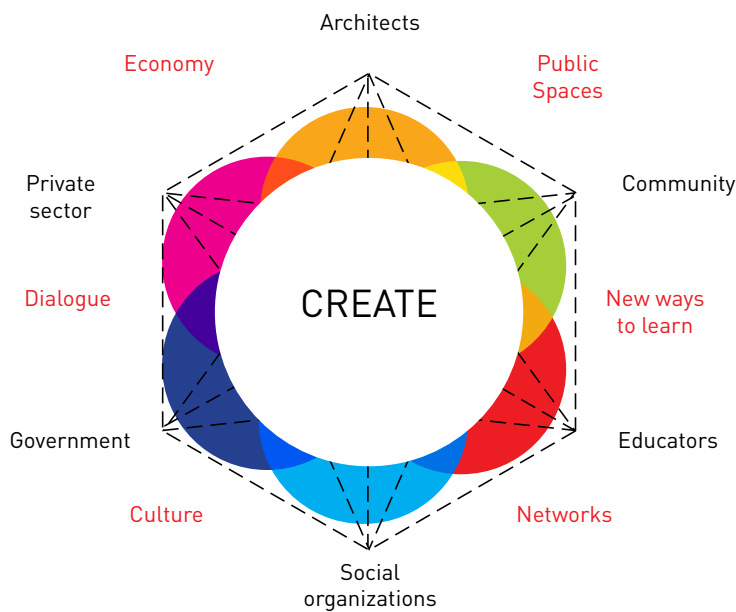 Architects
Economy
Public
Spaces
Private
sector
Community
Dialogue
CREATE
New ways
to learn
Government
Educators
Culture
Networks
Social
organizations